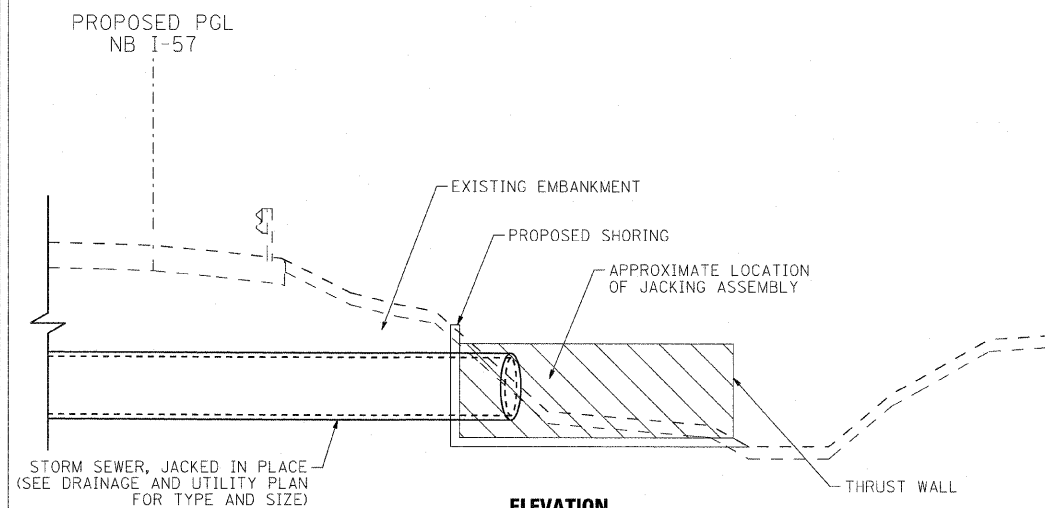 PROPOSED PGL
NB I-57
EXISTING EMBANKMENT
PROPOSED SHORING
APPROXIMATE LOCATION
OF JACKING ASSEMBLY
STORM SEWER, JACKED IN PLACE
(SEE DRAINAGE AND UTILITY PLAN
FOR TYPE AND SIZE)
THRUST WALL
ELEVATION